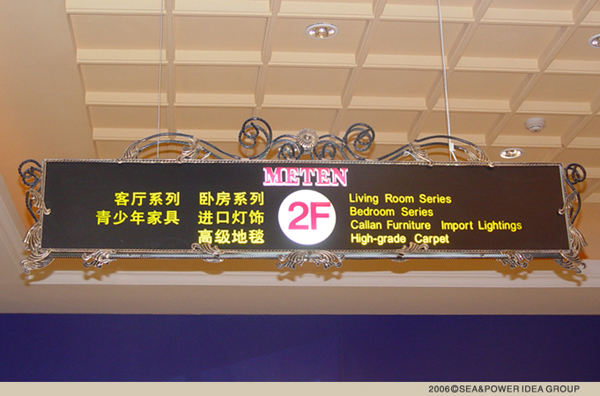 METEN
客厅系列 卧房系列
青少年家具 进口灯饰
高级地毯
2F
Living Room Series
Bedroom Series
Callan Furniture Import Lightings
High-grade Carpet
2006©SEA&POWER IDEA GROUP